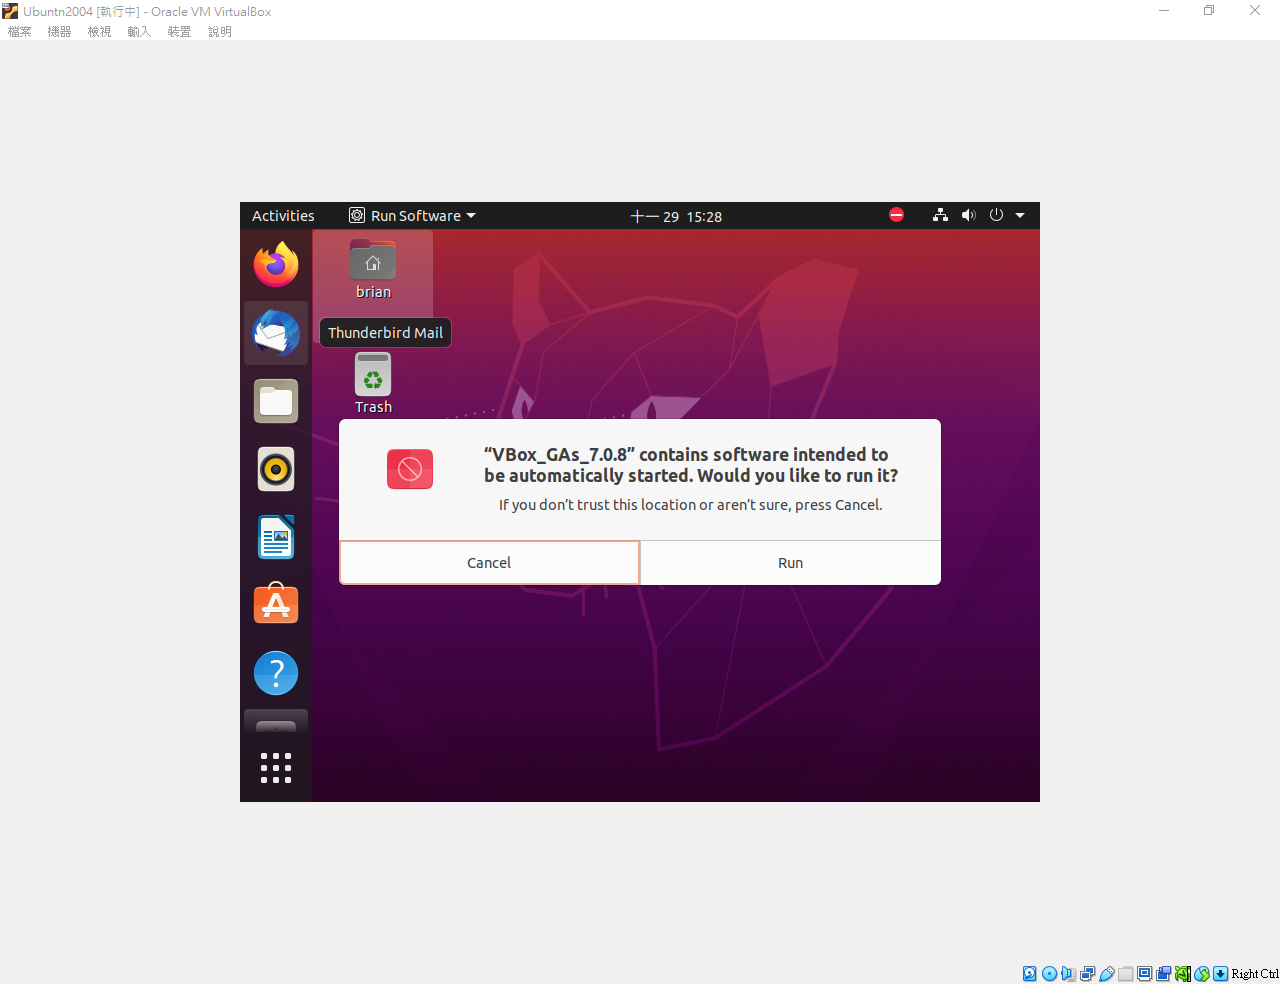 Ubuntn2004 [執行中] - Oracle VM VirtualBox
檔案 機器 檢視 輸入 裝置 說明
Activities Run Software 十一 29 15:28
brian
Thunderbird Mail
Trash
“VBox_GAs_7.0.8” contains software intended to
be automatically started. Would you like to run it?
If you don’t trust this location or aren’t sure, press Cancel.
Cancel Run
Right Ctrl